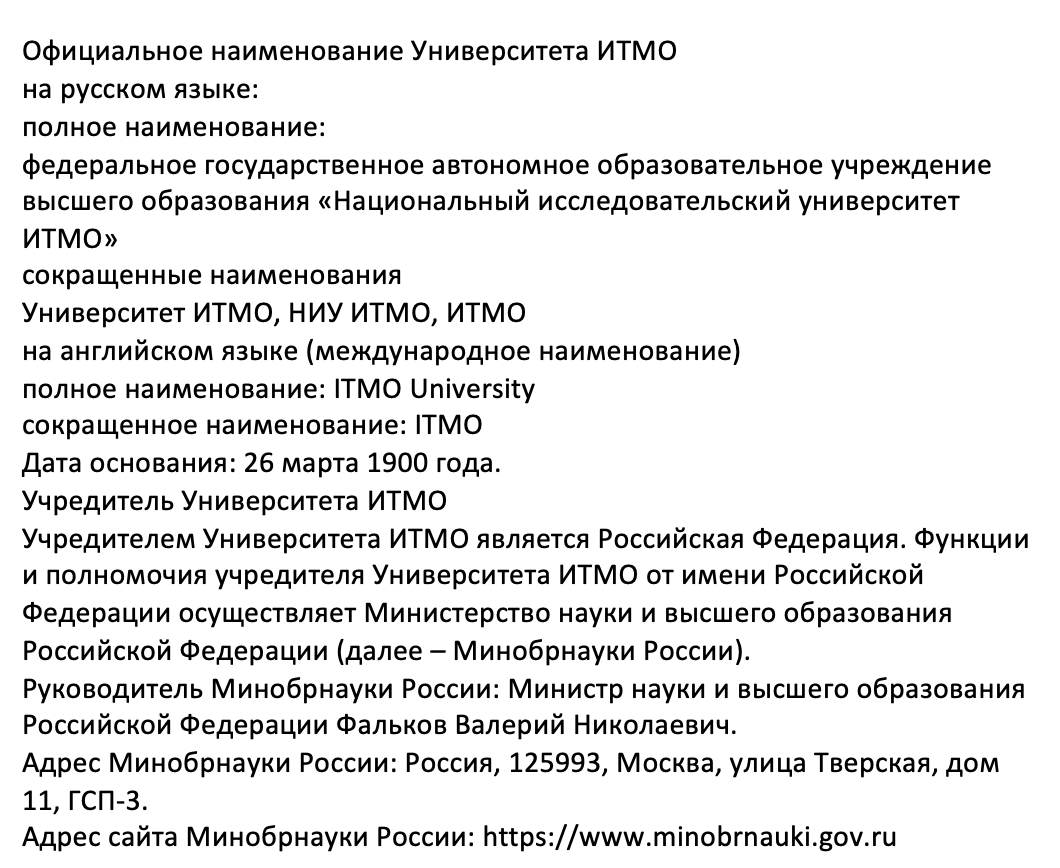 Официальное наименование Университета ИТМО
на русском языке:
полное наименование:
федеральное государственное автономное образовательное учреждение
высшего образования «Национальный исследовательский университет
ИТМО»
сокращенные наименования
Университет ИТМО, НИУ ИТМО, ИТМО
на английском языке (международное наименование)
полное наименование: ITMO University
сокращенное наименование: ITMO
Дата основания: 26 марта 1900 года.
Учредитель Университета ИТМО
Учредителем Университета ИТМО является Российская Федерация. Функции
и полномочия учредителя Университета ИТМО от имени Российской
Федерации осуществляет Министерство науки и высшего образования
Российской Федерации (далее – Минобрнауки России).
Руководитель Минобрнауки России: Министр науки и высшего образования
Российской Федерации Фальков Валерий Николаевич.
Адрес Минобрнауки России: Россия, 125993, Москва, улица Тверская, дом
11, ГСП-3.
Адрес сайта Минобрнауки России: https://www.minobrnauki.gov.ru